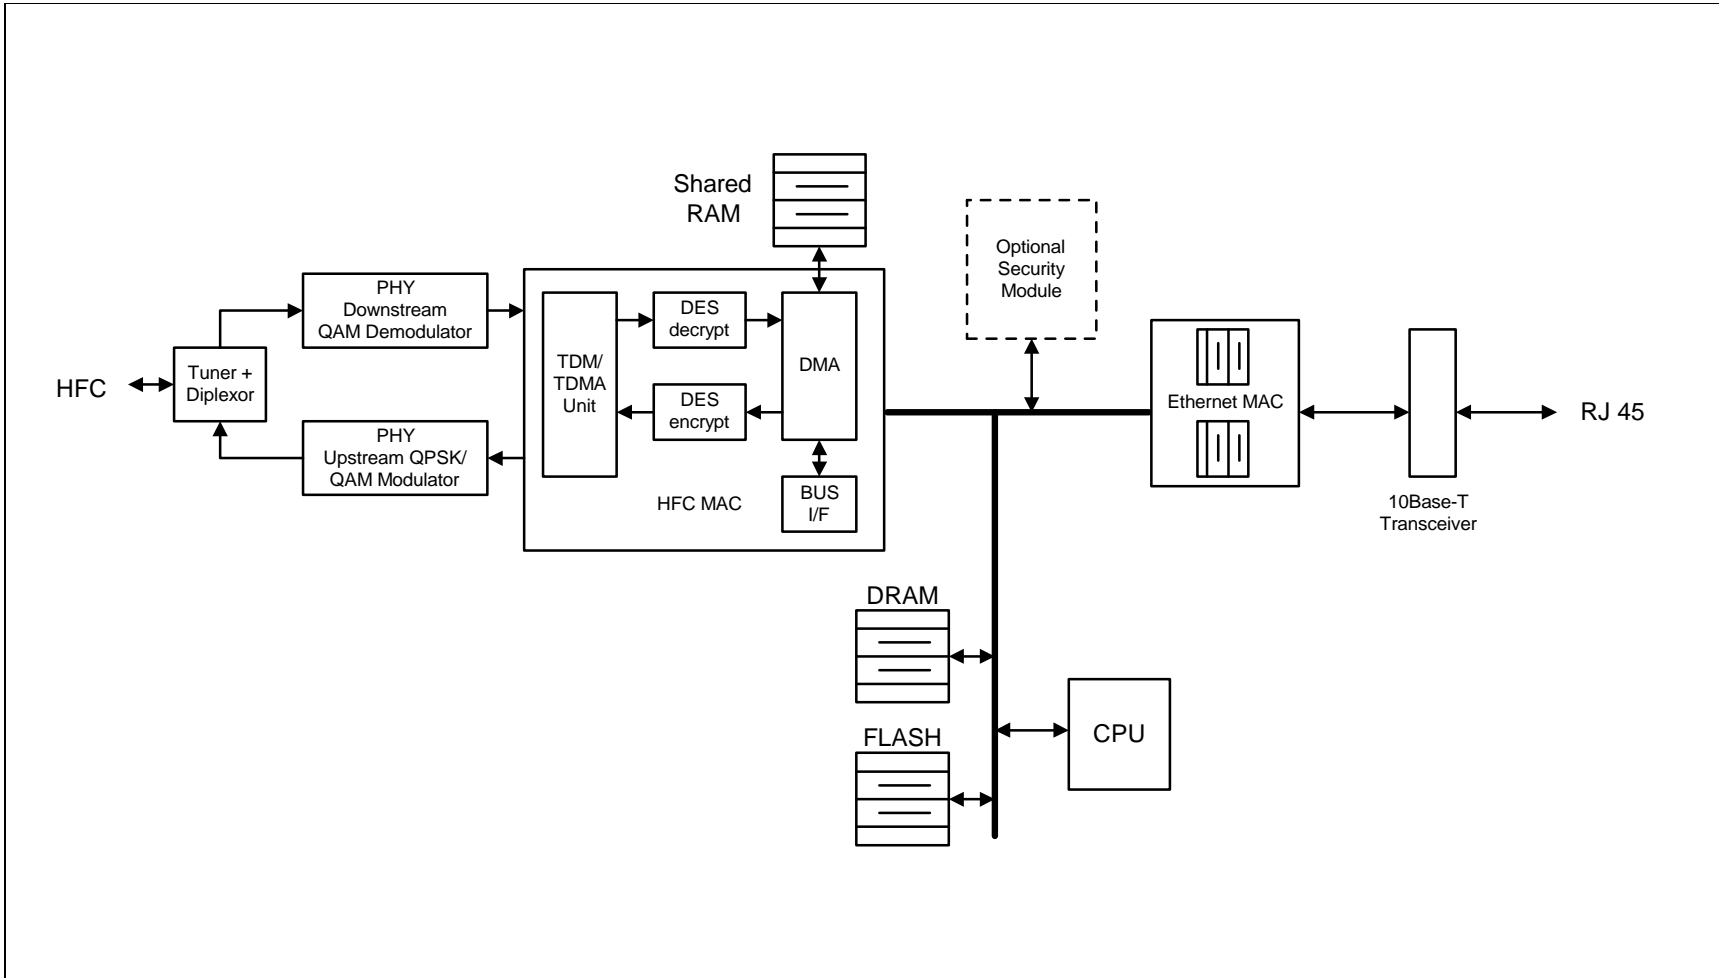 Shared
RAM
Optional
Security
Module
PHY
Downstream
QAM Demodulator
DES
decrypt
Tuner +
Diplexor
HFC
TDM/
TDMA
Unit
DMA
DES
encrypt
Ethernet MAC
RJ 45
PHY
Upstream QPSK/
QAM Modulator
HFC MAC
BUS
I/F
10Base-T
Transceiver
DRAM
FLASH
CPU